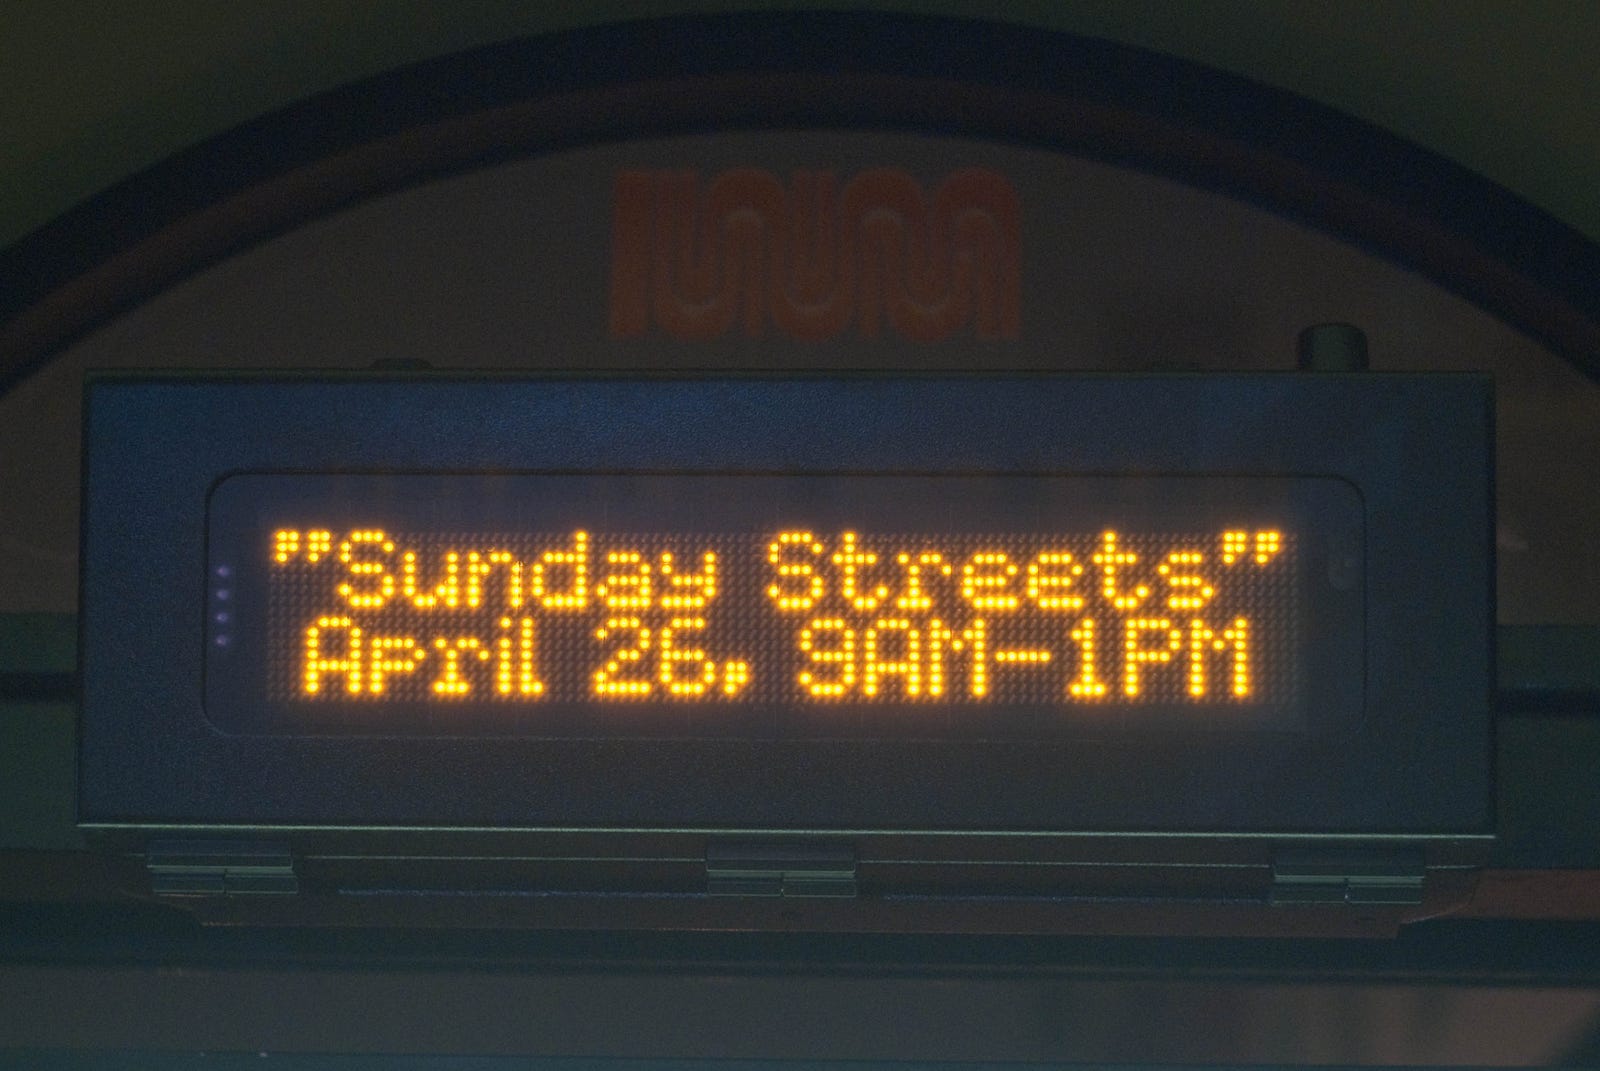 "Sunday Streets"
April 26, 9AM-1PM